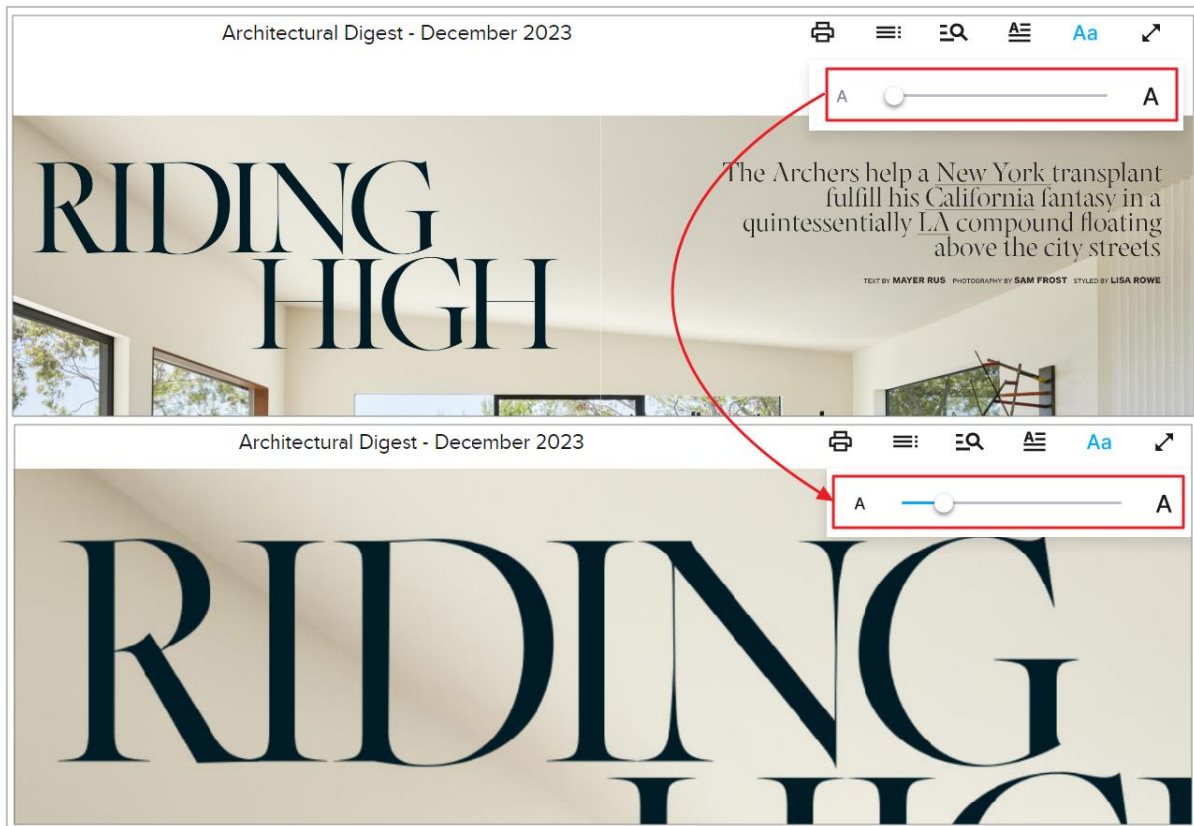 Architectural Digest - December 2023
Aa
A A
RIDING
HIGH
The Archers help a New York transplant
fulfill his California fantasy in a
quintessentially LA compound floating
above the city streets
TEXT BY MAYER RUS PHOTOGRAPHY BY SAM FROST STYLED BY LISA ROWE
Architectural Digest - December 2023
Aa
A A
RIDING
HIGH